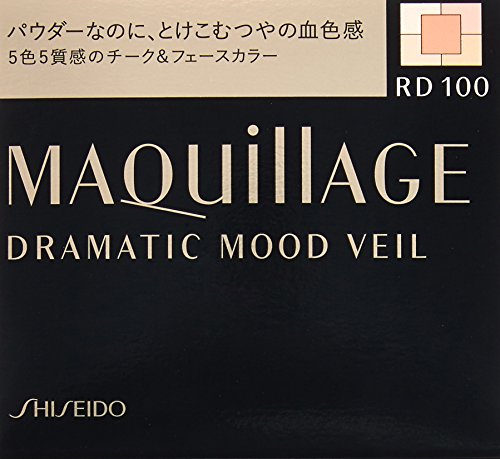 パウダーなのに、とけこむつやの血色感
5色5質感のチーク&フェースカラー
RD 100
MAQuillAGE
DRAMATIC MOOD VEIL
SHISEIDO